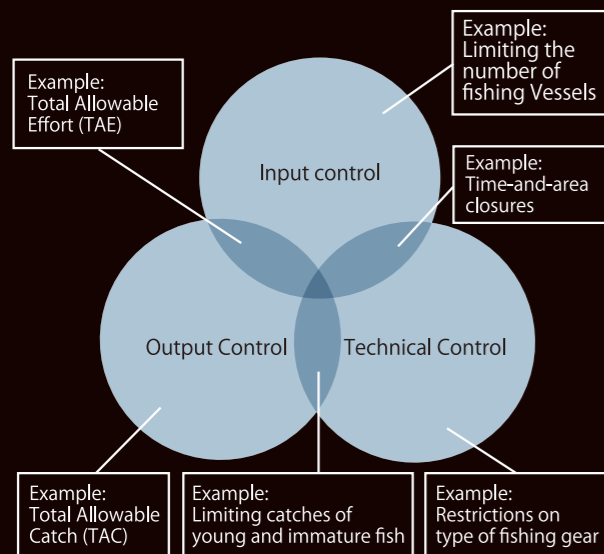 Example:
Limiting the
number of
fishing Vessels
Example:
Total Allowable
Effort (TAE)
Input control
Example:
Time-and-area
closures
Output Control
Technical Control
Example:
Total Allowable
Catch (TAC)
Example:
Limiting catches of
young and immature fish
Example:
Restrictions on
type of fishing gear